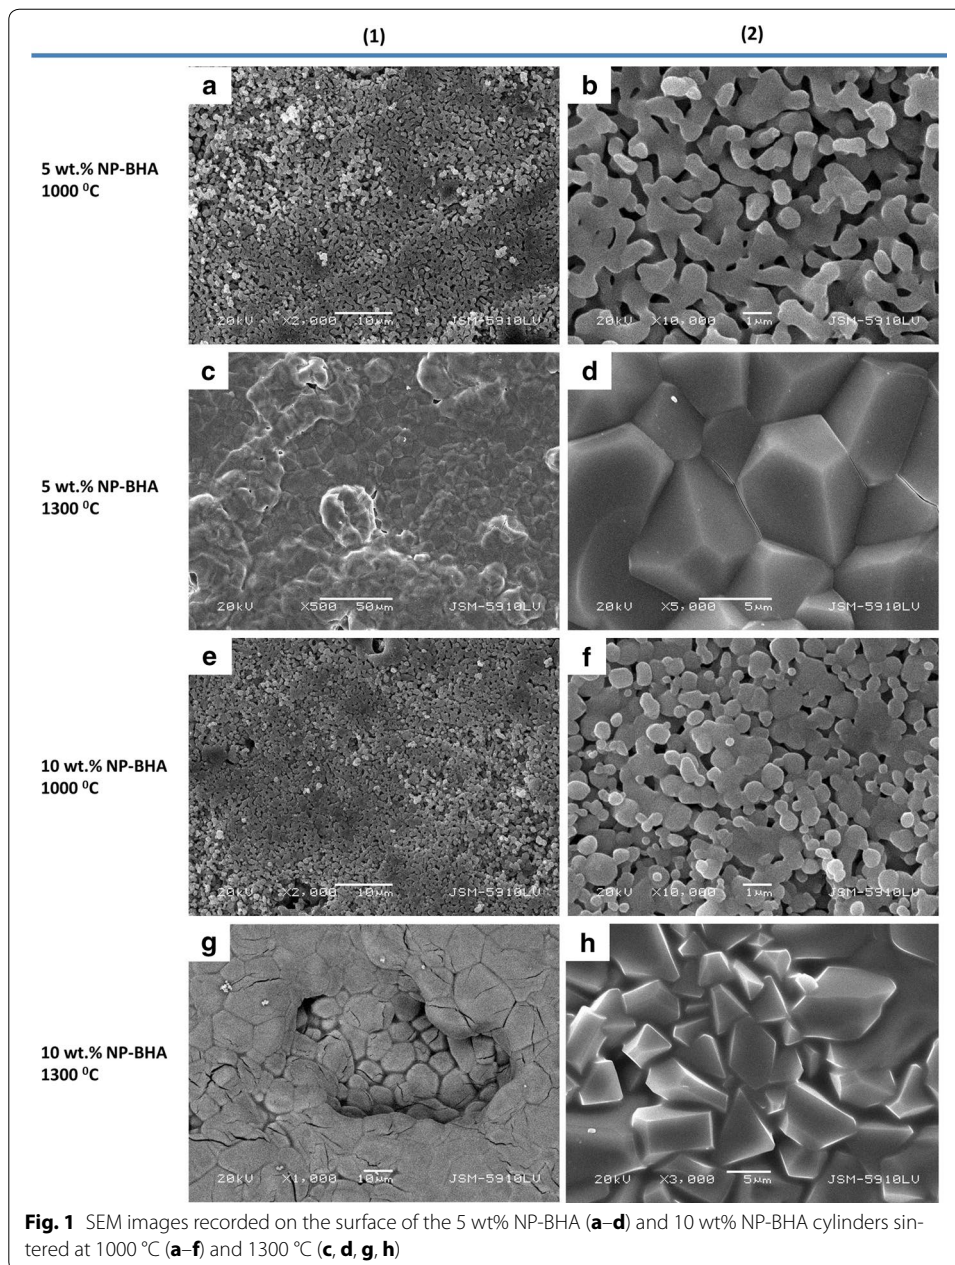 (1) (2)
a b
5 wt.% NP-BHA
1000 ⁰C
20kV X2,000 10μm JSM-5910LV 20kV X10,000 1μm JSM-5910LV
c d
5 wt.% NP-BHA
1300 ⁰C
20kV X500 50μm JSM-5910LV 20kV X5,000 5μm JSM-5910LV
e f
10 wt.% NP-BHA
1000 ⁰C
20kV X2,000 10μm JSM-5910LV 20kV X10,000 1μm JSM-5910LV
g h
10 wt.% NP-BHA
1300 ⁰C
20kV X1,000 10μm JSM-5910LV 20kV X3,000 5μm JSM-5910LV
Fig. 1 SEM images recorded on the surface of the 5 wt% NP-BHA (a–d) and 10 wt% NP-BHA cylinders sin-
tered at 1000 °C (a–f) and 1300 °C (c, d, g, h)